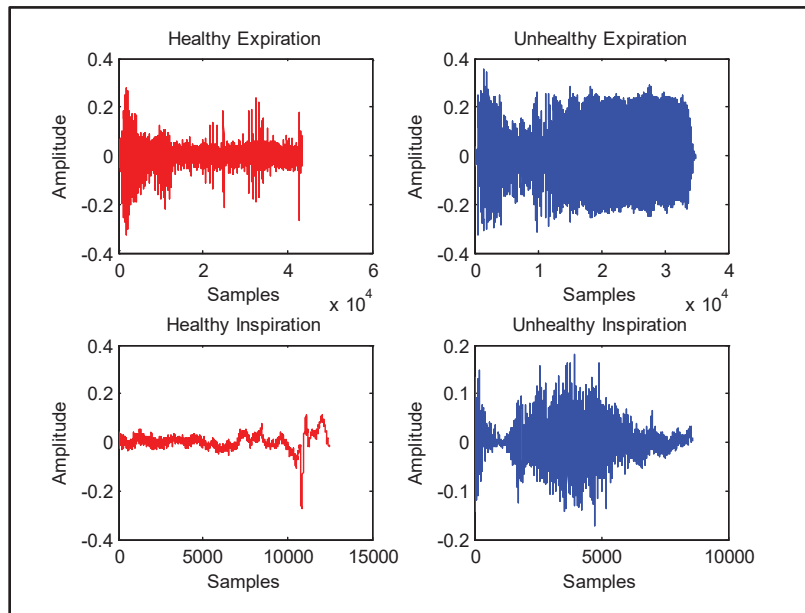 Healthy Expiration
0.4
0.2
0
-0.2
-0.4
Amplitude
0 2 4 6
Samples
x 10^4
Unhealthy Expiration
0.4
0.2
0
-0.2
-0.4
Amplitude
0 1 2 3 4
Samples
x 10^4
Healthy Inspiration
0.4
0.2
0
-0.2
-0.4
Amplitude
0 5000 10000 15000
Samples
Unhealthy Inspiration
0.2
0.1
0
-0.1
-0.2
Amplitude
0 5000 10000
Samples